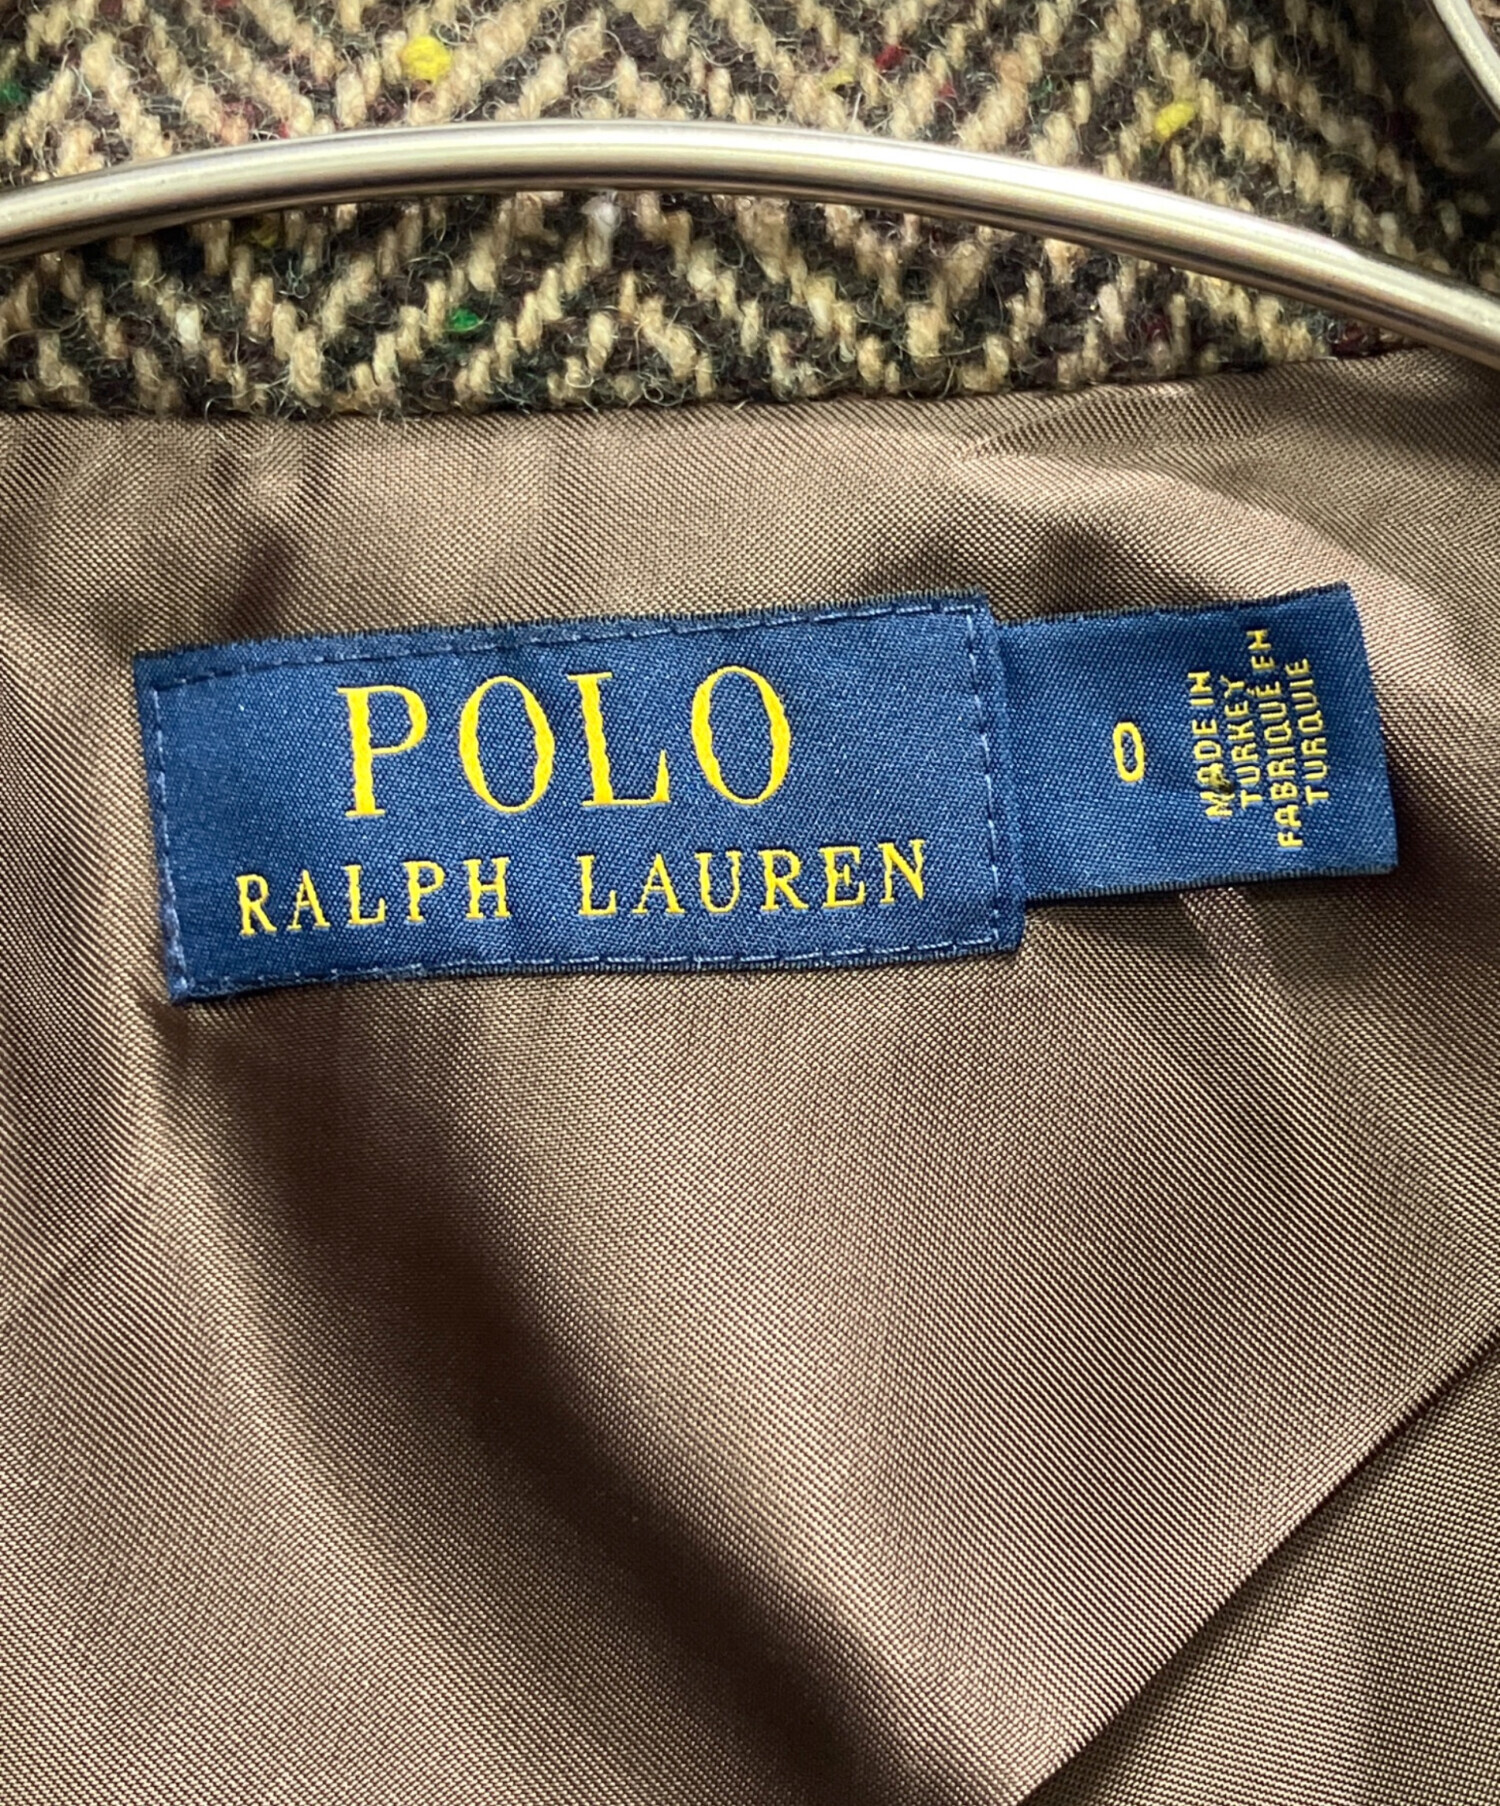 POLO
RALPH LAUREN
0
MADE IN
TURKEY
FABRIQUÉ EN
TURQUIE